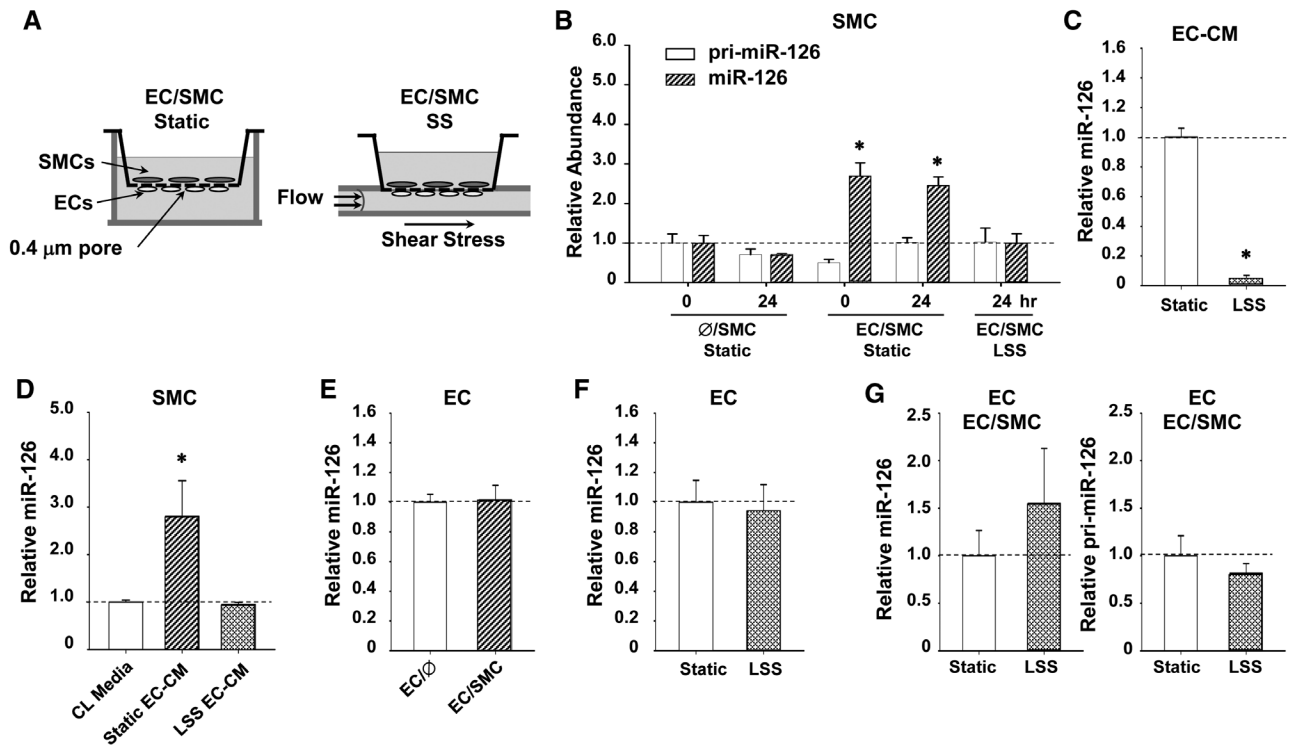 A
EC/SMC
Static
SMCs
ECs
0.4 μm pore
EC/SMC
SS
Flow
Shear Stress
B
SMC
Relative Abundance
6.0
5.0
4.0
3.0
2.0
1.0
0
pri-miR-126
miR-126
*
*
0
24
0
24
24 hr
∅/SMC
Static
EC/SMC
Static
EC/SMC
LSS
C
EC-CM
Relative miR-126
1.6
1.4
1.2
1.0
0.8
0.6
0.4
0.2
0
*
Static
LSS
D
SMC
Relative miR-126
5.0
4.0
3.0
2.0
1.0
0
*
CL Media
Static EC-CM
LSS EC-CM
E
EC
Relative miR-126
1.6
1.4
1.2
1.0
0.8
0.6
0.4
0.2
0
EC/∅
EC/SMC
F
EC
Relative miR-126
1.6
1.4
1.2
1.0
0.8
0.6
0.4
0.2
0
Static
LSS
G
EC
EC/SMC
Relative miR-126
2.5
2.0
1.5
1.0
0.5
0
Static
LSS
EC
EC/SMC
Relative pri-miR-126
2.5
2.0
1.5
1.0
0.5
0
Static
LSS